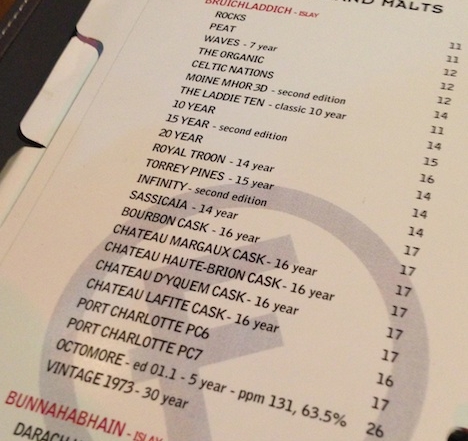 AND MALTS
BRUICHLADDICH - ISLAY
ROCKS 11
PEAT 11
WAVES - 7 year 12
THE ORGANIC 12
CELTIC NATIONS 12
MOINE MHOR 3D - second edition 14
THE LADDIE TEN - classic 10 year 11
10 YEAR 14
15 YEAR - second edition 15
20 YEAR 16
ROYAL TROON - 14 year 14
TORREY PINES - 15 year 14
INFINITY - second edition 14
SASSICAIA - 14 year 17
BOURBON CASK - 16 year 17
CHATEAU MARGAUX CASK - 16 year 17
CHATEAU HAUTE-BRION CASK - 16 year 17
CHATEAU D'YQUEM CASK - 16 year 17
CHATEAU LAFITE CASK - 16 year 17
PORT CHARLOTTE PC6 16
PORT CHARLOTTE PC7 17
OCTOMORE - ed 01.1 - 5 year - ppm 131, 63.5% 26
VINTAGE 1973 - 30 year
BUNNAHABHAIN - ISLAY